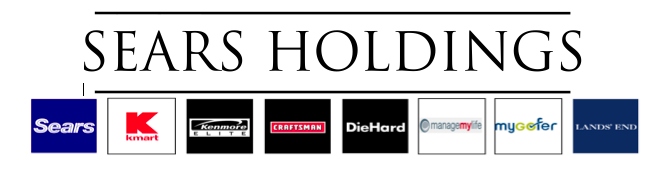 SEARS HOLDINGS
Sears
K
kmart
Kenmore
ELITE
CRAFTSMAN
DieHard
managemylife
mygofer
LANDS' END